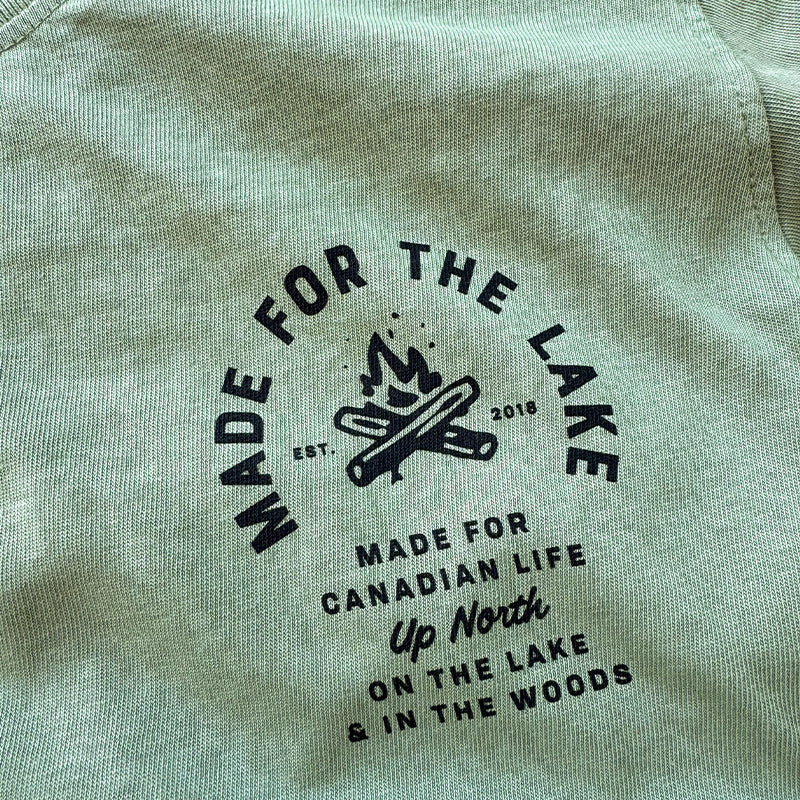 MADE FOR THE LAKE
EST. 2018
MADE FOR
CANADIAN LIFE
Up North
ON THE LAKE
& IN THE WOODS